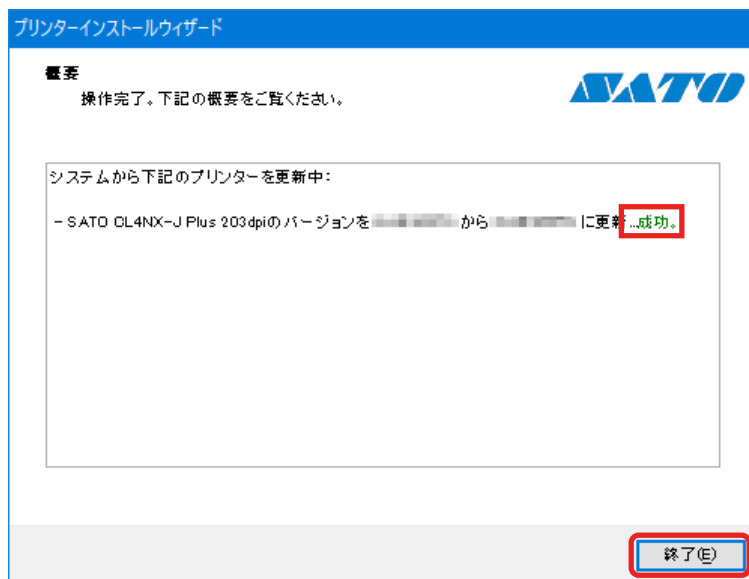 プリンターインストールウィザード
概要
操作完了。下記の概要をご覧ください。
SATO
システムから下記のプリンターを更新中:
- SATO CL4NX-J Plus 203dpiのバージョンを から に更新...成功。
終了(E)